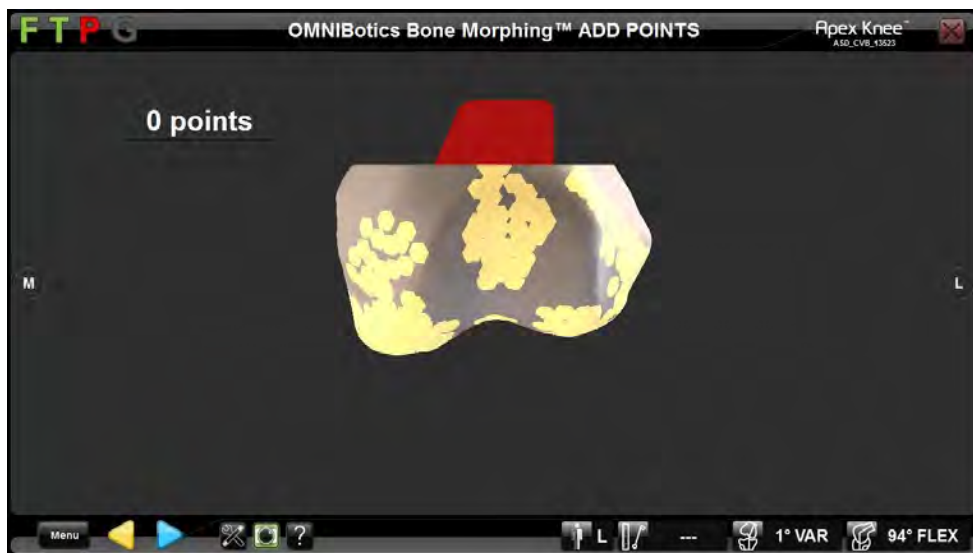 F T P G OMNIBotics Bone Morphing™ ADD POINTS Apex Knee™
ASD_CVB_13523
0 points
M L
Menu ? L --- 1° VAR 94° FLEX